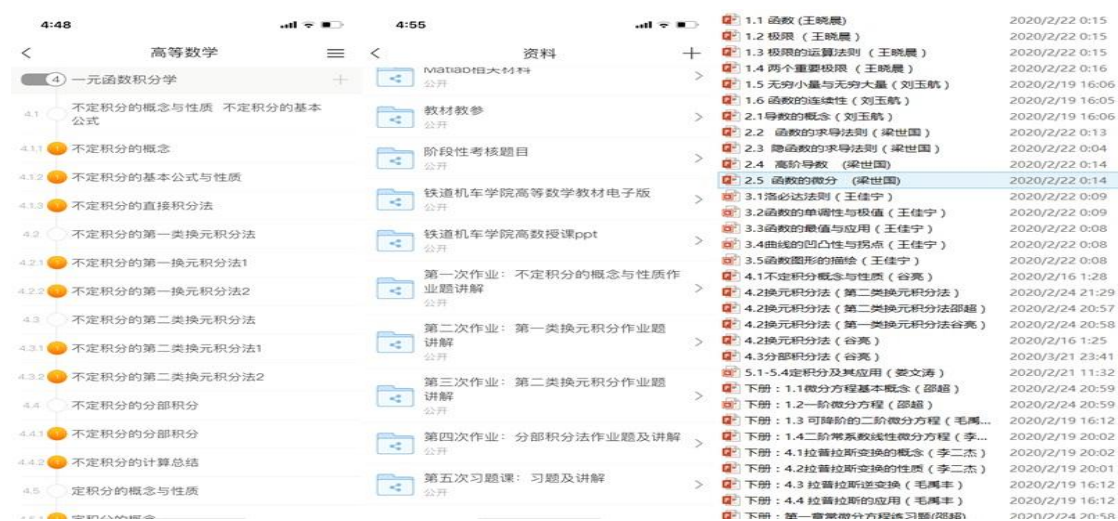 4:48
高等数学
4 一元函数积分学
4.1 不定积分的概念与性质 不定积分的基本
公式
4.1.1 不定积分的概念
4.1.2 不定积分的基本公式与性质
4.1.3 不定积分的直接积分法
4.2 不定积分的第一类换元积分法
4.2.1 不定积分的第一换元积分法1
4.2.2 不定积分的第一换元积分法2
4.3 不定积分的第二类换元积分法
4.3.1 不定积分的第二类换元积分法1
4.3.2 不定积分的第二类换元积分法2
4.4 不定积分的分部积分
4.4.1 不定积分的分部积分
4.4.2 不定积分的计算总结
4.5 定积分的概念与性质
4.5.1 定积分的概念
4:55
资料
Matlab相关材料
公开
教材教参
公开
阶段性考核题目
公开
铁道机车学院高等数学教材电子版
公开
铁道机车学院高数授课ppt
公开
第一次作业：不定积分的概念与性质作
业题讲解
公开
第二次作业：第一类换元积分作业题
讲解
公开
第三次作业：第二类换元积分作业题
讲解
公开
第四次作业：分部积分法作业题及讲解
公开
第五次习题课：习题及讲解
公开
1.1 函数 (王晓晨) 2020/2/22 0:15
1.2 极限 （王晓晨） 2020/2/22 0:15
1.3 极限的运算法则 （王晓晨） 2020/2/22 0:15
1.4 两个重要极限 （王晓晨） 2020/2/22 0:16
1.5 无穷小量与无穷大量（刘玉航） 2020/2/19 16:06
1.6 函数的连续性（刘玉航） 2020/2/19 16:05
2.1导数的概念（刘玉航） 2020/2/19 16:06
2.2 函数的求导法则（梁世国） 2020/2/22 0:13
2.3 隐函数的求导法则（梁世国） 2020/2/22 0:04
2.4 高阶导数 (梁世国) 2020/2/22 0:14
2.5 函数的微分 (梁世国) 2020/2/22 0:14
3.1洛必达法则（王佳宁） 2020/2/22 0:09
3.2函数的单调性与极值（王佳宁） 2020/2/22 0:09
3.3函数的最值与应用（王佳宁） 2020/2/22 0:08
3.4曲线的凹凸性与拐点（王佳宁） 2020/2/22 0:08
3.5函数图形的描绘（王佳宁） 2020/2/22 0:08
4.1不定积分概念与性质（谷亮） 2020/2/16 1:28
4.2换元积分法（第二类换元积分法） 2020/2/24 21:29
4.2换元积分法（第二类换元积分法邵超） 2020/2/24 20:57
4.2换元积分法（第一类换元积分法谷亮） 2020/2/24 20:58
4.2换元积分法（谷亮） 2020/2/16 1:25
4.3分部积分法（谷亮） 2020/3/21 23:41
5.1-5.4定积分及其应用（娄文涛） 2020/2/21 11:32
下册：1.1微分方程基本概念（邵超） 2020/2/24 20:59
下册：1.2一阶微分方程（邵超） 2020/2/24 20:59
下册：1.3 可降阶的二阶微分方程（毛禹... 2020/2/19 16:12
下册：1.4二阶常系数线性微分方程（李... 2020/2/19 20:02
下册：4.1拉普拉斯变换的概念（李二杰） 2020/2/19 20:02
下册：4.2拉普拉斯变换的性质（李二杰） 2020/2/19 20:01
下册：4.3 拉普拉斯逆变换（毛禹丰） 2020/2/19 16:12
下册：4.4 拉普拉斯的应用（毛禹丰） 2020/2/19 16:12
下册：第一章常微分方程练习题(邵超) 2020/2/24 20:58